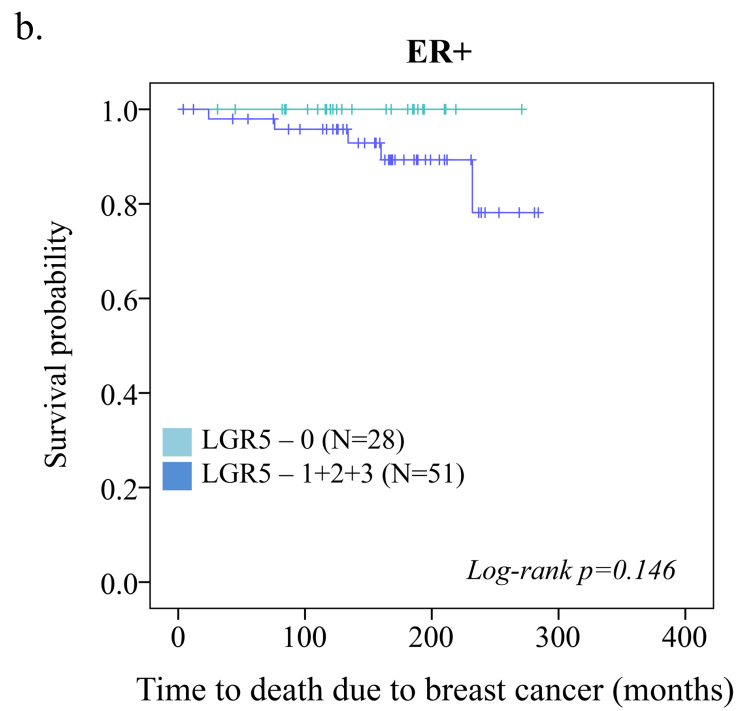 b.
ER+
1.0
0.8
0.6
0.4
0.2
0.0
Survival probability
LGR5 – 0 (N=28)
LGR5 – 1+2+3 (N=51)
Log-rank p=0.146
0 100 200 300 400
Time to death due to breast cancer (months)